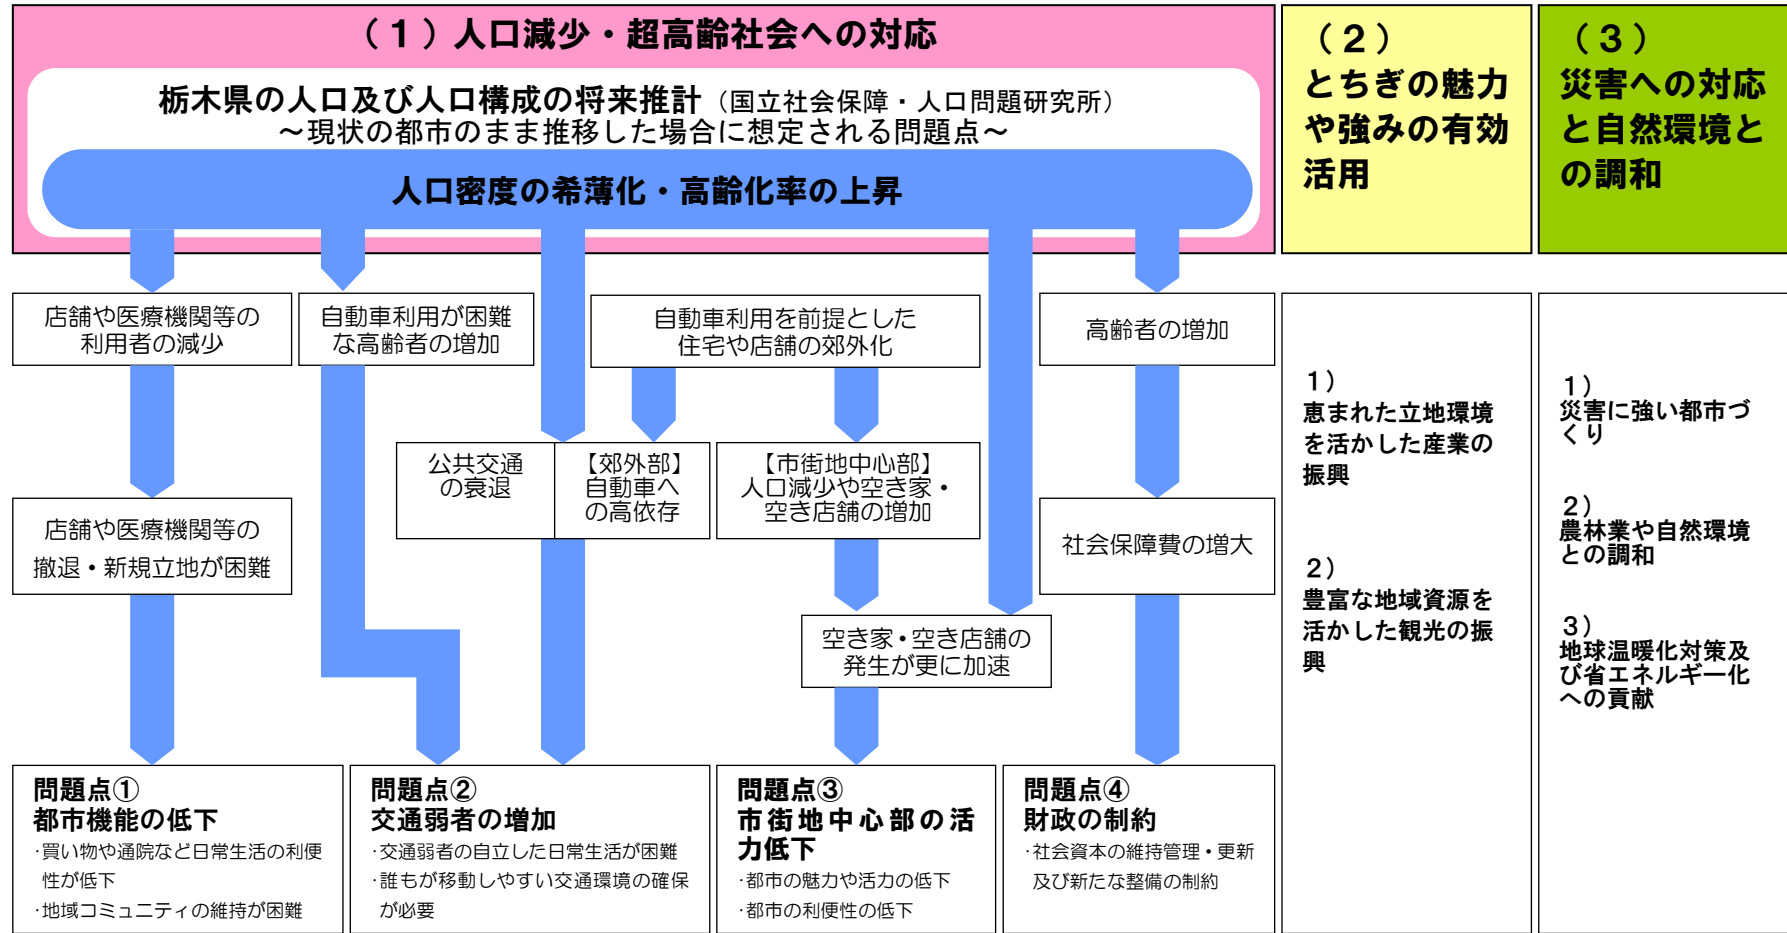 （１）人口減少・超高齢社会への対応
栃木県の人口及び人口構成の将来推計（国立社会保障・人口問題研究所）
～現状の都市のまま推移した場合に想定される問題点～
人口密度の希薄化・高齢化率の上昇
店舗や医療機関等の
利用者の減少
自動車利用が困難
な高齢者の増加
自動車利用を前提とした
住宅や店舗の郊外化
高齢者の増加
公共交通
の衰退
【郊外部】
自動車へ
の高依存
【市街地中心部】
人口減少や空き家・
空き店舗の増加
店舗や医療機関等の
撤退・新規立地が困難
社会保障費の増大
空き家・空き店舗の
発生が更に加速
問題点①
都市機能の低下
・買い物や通院など日常生活の利便
性が低下
・地域コミュニティの維持が困難
問題点②
交通弱者の増加
・交通弱者の自立した日常生活が困難
・誰もが移動しやすい交通環境の確保
が必要
問題点③
市街地中心部の活
力低下
・都市の魅力や活力の低下
・都市の利便性の低下
問題点④
財政の制約
・社会資本の維持管理・更新
及び新たな整備の制約
（２）
とちぎの魅力
や強みの有効
活用
１）
恵まれた立地環境
を活かした産業の
振興
２）
豊富な地域資源を
活かした観光の振
興
（３）
災害への対応
と自然環境と
の調和
１）
災害に強い都市づ
くり
２）
農林業や自然環境
との調和
３）
地球温暖化対策及
び省エネルギー化
への貢献